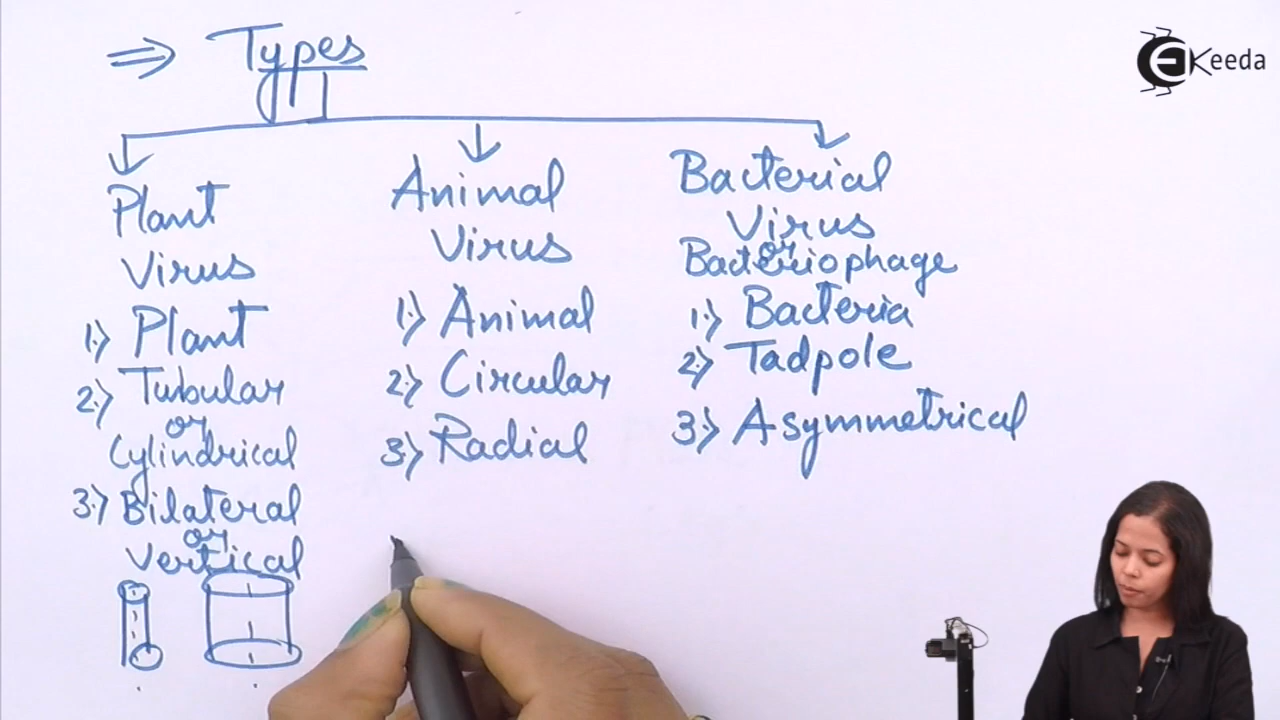 ⇒ Types
Plant
Virus
1.) Plant
2.) Tubular
or
Cylindrical
3.) Bilateral
or
Vertical
Animal
Virus
1.) Animal
2.) Circular
3.) Radial
Bacterial
Virus
or
Bacteriophage
1.) Bacteria
2.) Tadpole
3.) Asymmetrical
EKeeda